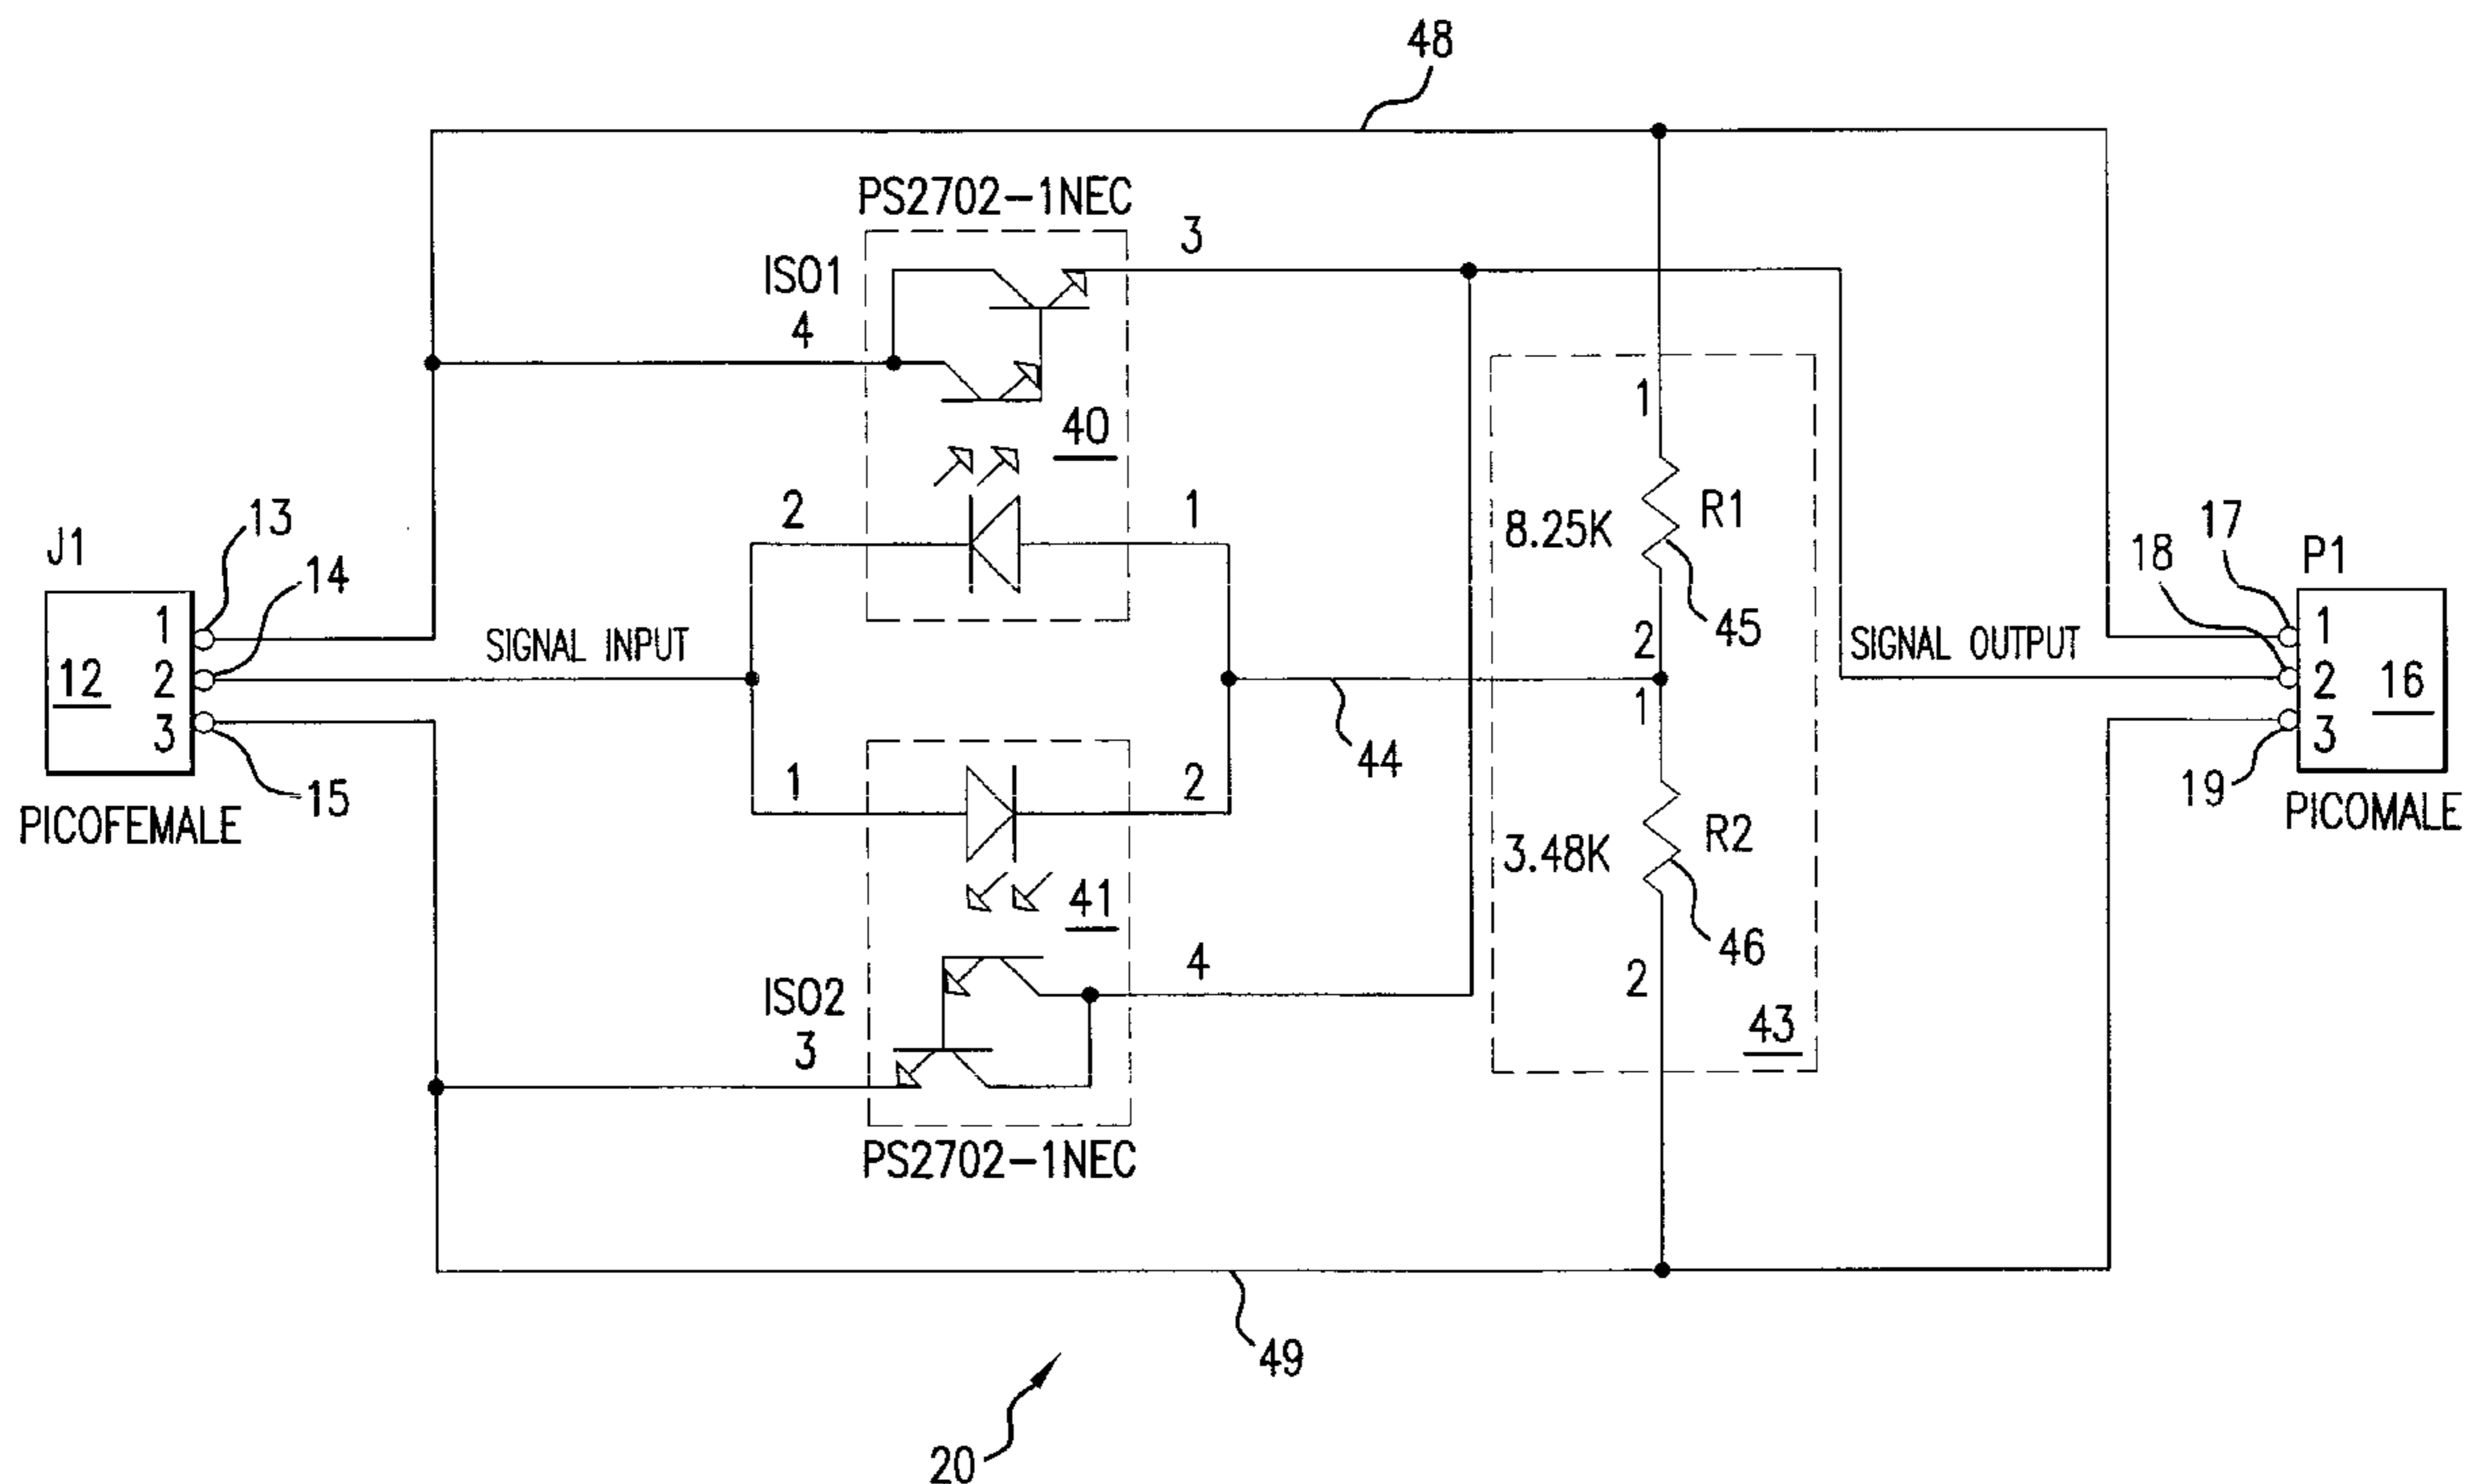 48
PS2702-1NEC
3
ISO1
4
40
1
2
1
R1
8.25K
45
2
13
J1
14
17
P1
18
1
SIGNAL INPUT
SIGNAL OUTPUT
1
12
2
2
16
3
3
1
44
15
1
2
19
PICOFEMALE
PICOMALE
R2
3.48K
41
46
4
2
ISO2
3
43
PS2702-1NEC
49
20